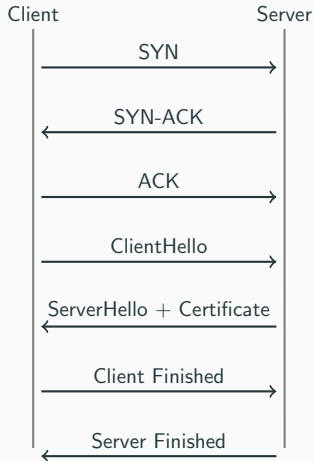 Client Server
SYN
SYN-ACK
ACK
ClientHello
ServerHello + Certificate
Client Finished
Server Finished